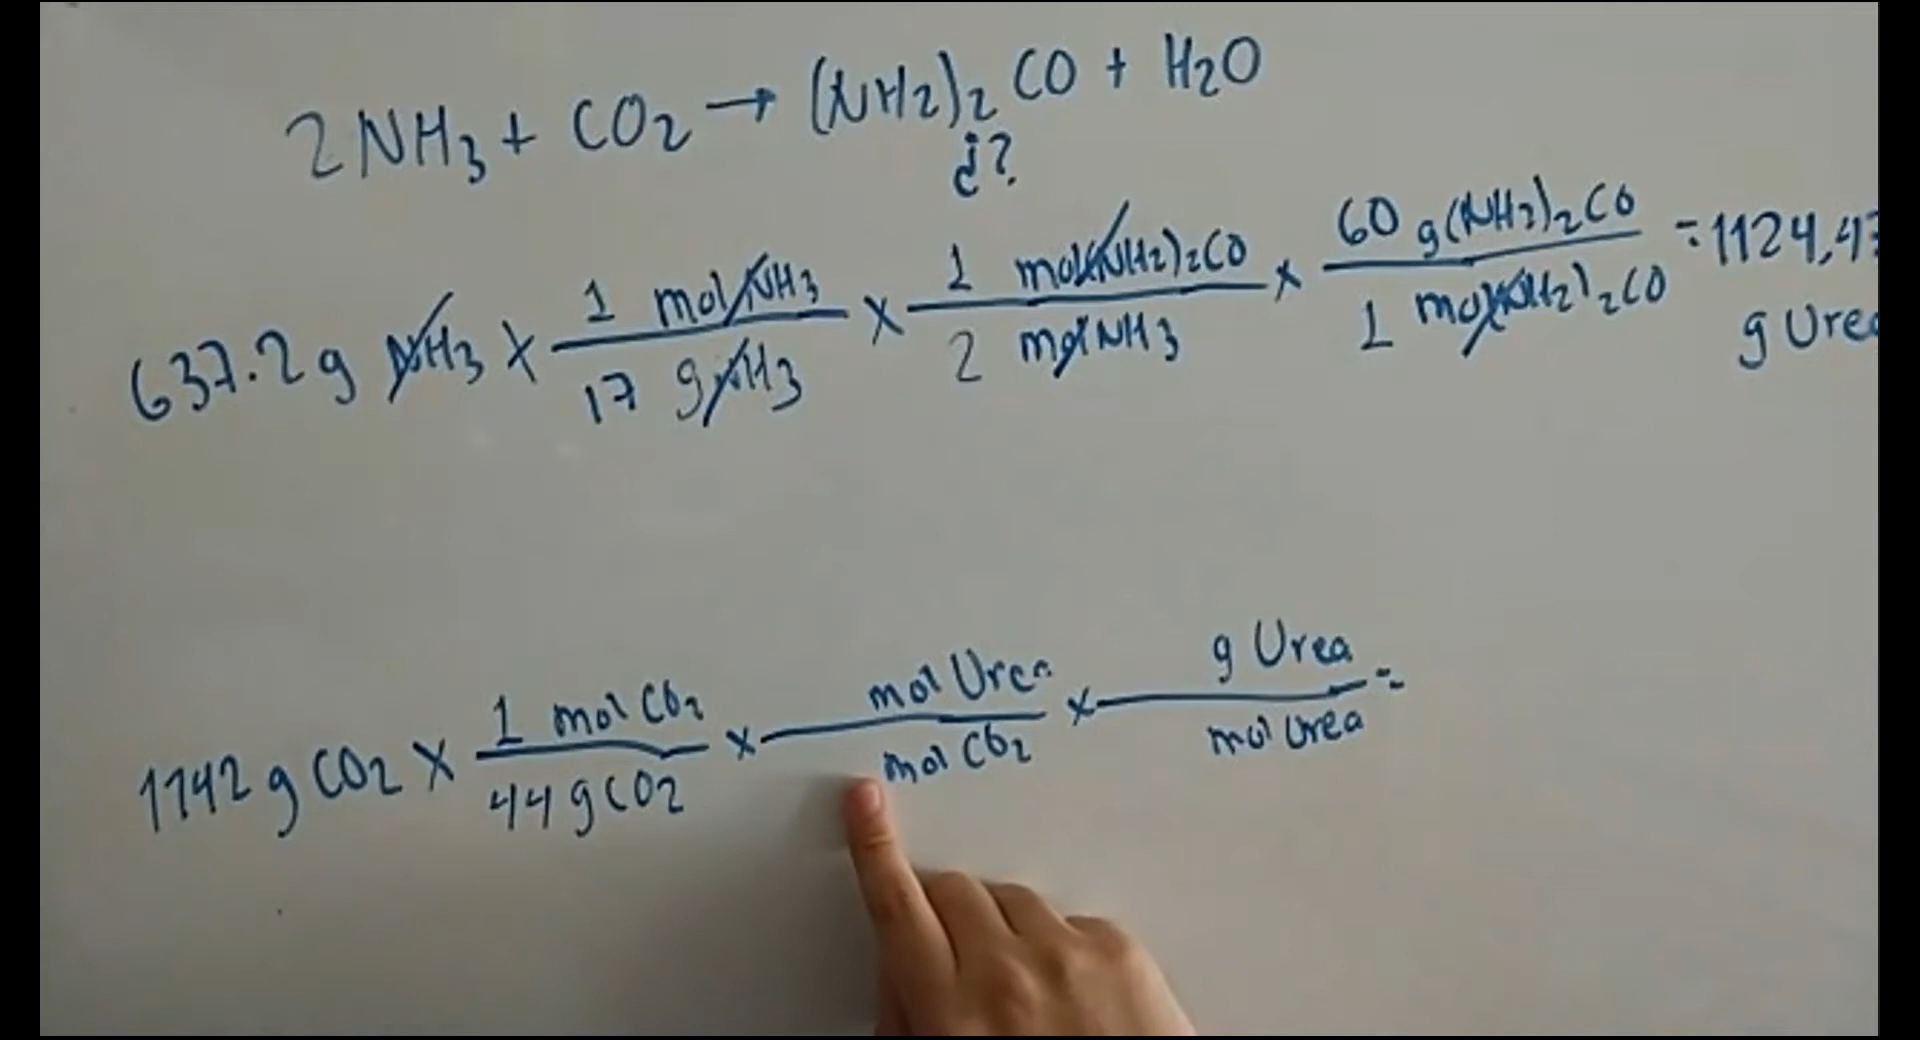 2NH3 + CO2 → (NH2)2 CO + H2O
¿?
637.2g NH3 x 1 mol NH3 / 17 g NH3 x 1 mol(NH2)2CO / 2 mol NH3 x 60 g(NH2)2CO / 1 mol(NH2)2CO = 1124,4
g Urea
1142 g CO2 x 1 mol CO2 / 44 g CO2 x mol Urea / mol CO2 x g Urea / mol Urea =